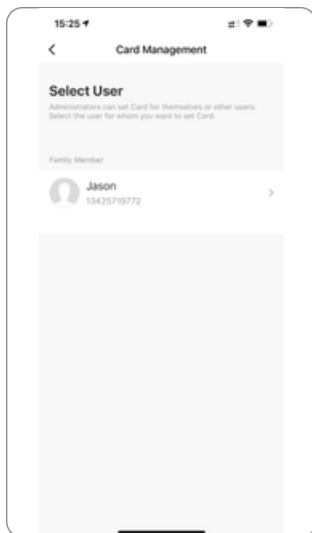 15:25
Card Management
Select User
Administrators can set Card for themselves or other users.
Select the user for whom you want to set Card.
Family Member
Jason
13425719772